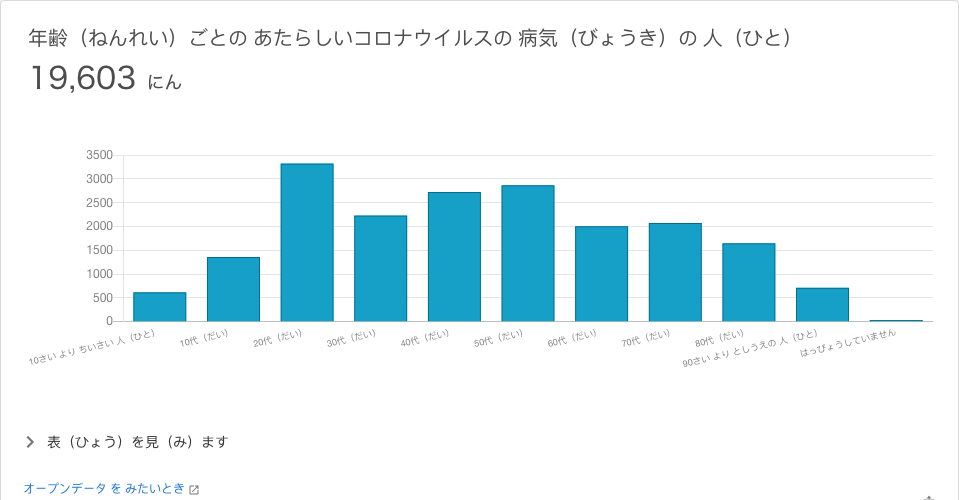 年齢（ねんれい）ごとの あたらしいコロナウイルスの 病気（びょうき）の 人（ひと）
19,603 にん
3500
3000
2500
2000
1500
1000
500
0
10さい より ちいさい 人（ひと）
10代（だい）
20代（だい）
30代（だい）
40代（だい）
50代（だい）
60代（だい）
70代（だい）
80代（だい）
90さい より としうえの 人（ひと）
はっぴょうしていません
表（ひょう）を見（み）ます
オープンデータ を みたいとき